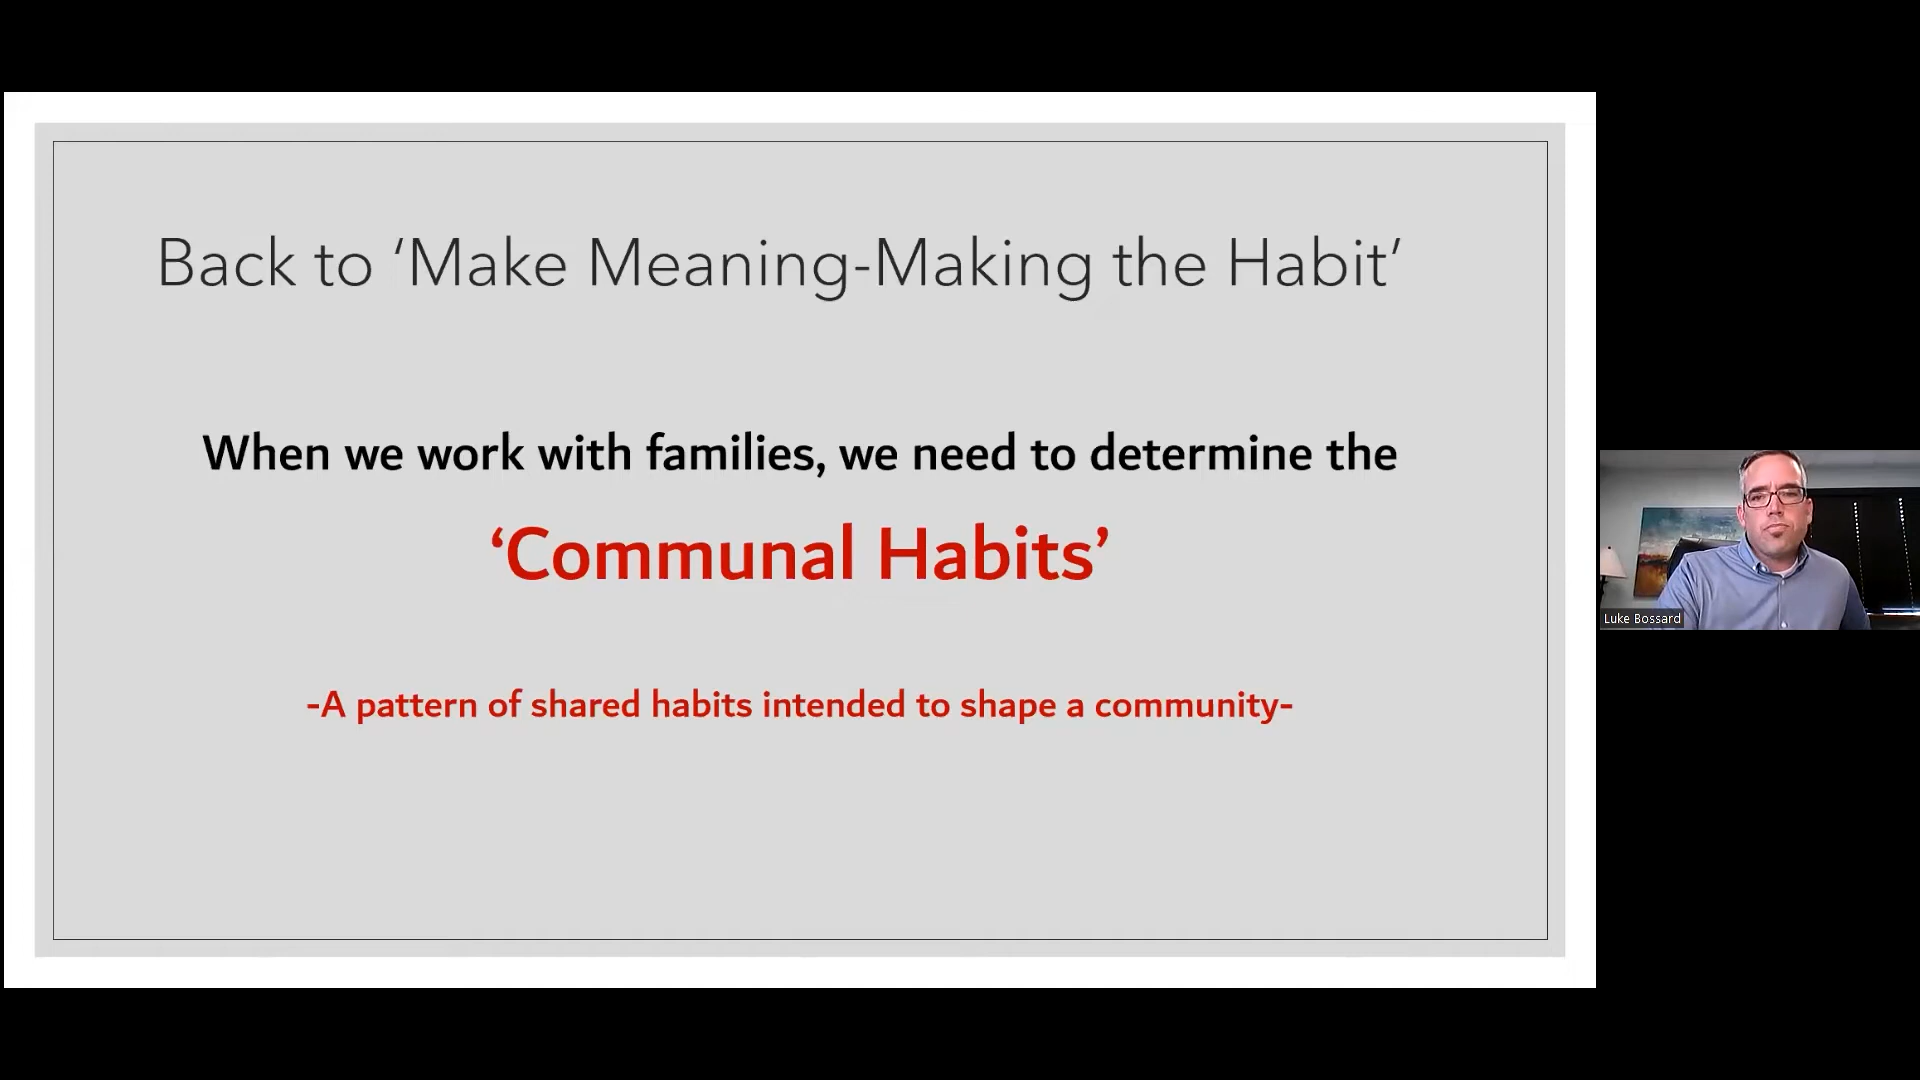 Back to ‘Make Meaning-Making the Habit’
When we work with families, we need to determine the
‘Communal Habits’
-A pattern of shared habits intended to shape a community-
Luke Bossard